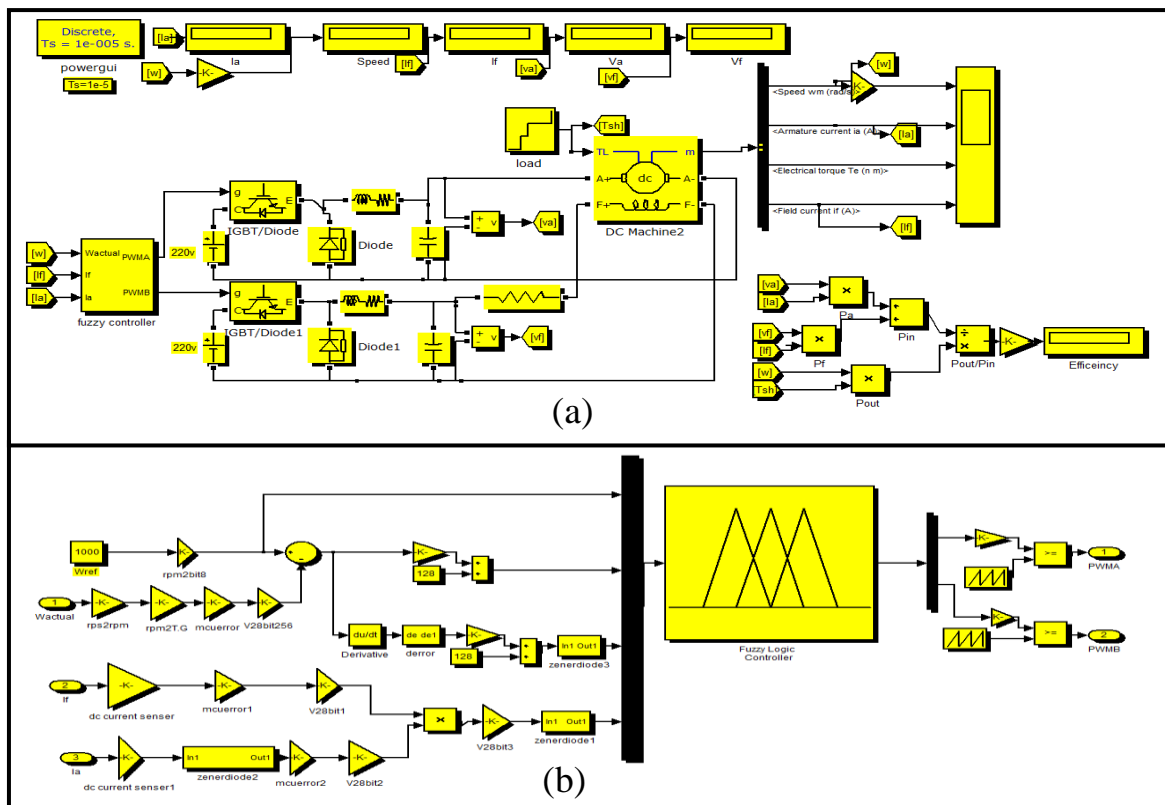 Discrete,
Ts = 1e-005 s.
powergui
Ts=1e-5
[Ia]
Ia
[w]
-K-
Speed
[If]
If
[va]
Va
[vf]
Vf
[w]
K-
<Speed wm (rad/s)>
<Armature current ia (A)>
[Ia]
<Electrical torque Te (n m)>
<Field current if (A)>
[If]
load
[Tsh]
TL
m
A+
dc
A-
F+
F-
DC Machine2
g
C
E
IGBT/Diode
220v
Diode
+
-
v
[va]
[w]
[If]
[Ia]
Wactual
If
Ia
PWMA
PWMB
fuzzy controller
g
C
E
IGBT/Diode1
220v
Diode1
+
-
v
[vf]
[va]
[Ia]
×
Pa
[vf]
[If]
×
Pf
+
+
Pin
÷
×
Pout/Pin
-K-
Efficeincy
[w]
Tsh
×
Pout
(a)
1000
Wref
-K-
rpm2bit8
+
-
1
Wactual
-K-
rps2rpm
-K-
rpm2T.G
-K-
mcuerror
-K-
V28bit256
-K-
128
+
+
du/dt
Derivative
de de1
derror
-K-
128
+
+
In1 Out1
zenerdiode3
2
If
-K-
dc current senser
-K-
mcuerror1
-K-
V28bit1
×
-K-
V28bit3
In1 Out1
zenerdiode1
3
Ia
-K-
dc current senser1
In1 Out1
zenerdiode2
-K-
mcuerror2
-K-
V28bit2
Fuzzy Logic
Controller
-K-
>=
1
PWMA
-K-
>=
2
PWMB
(b)